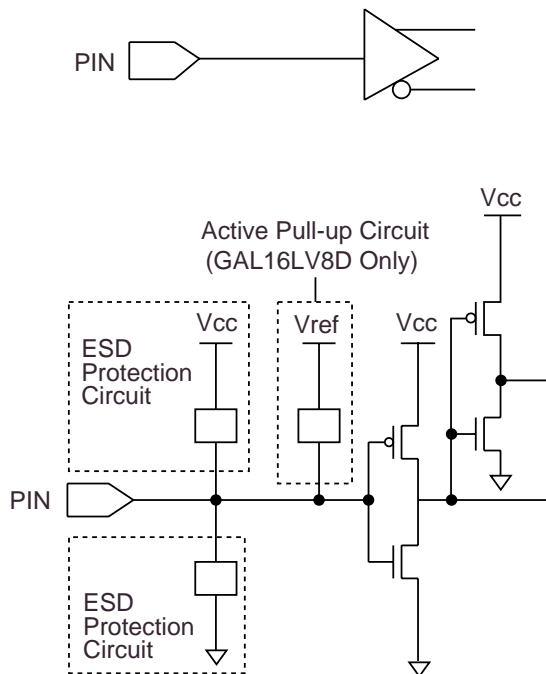 PIN
Vcc
Active Pull-up Circuit
(GAL16LV8D Only)
Vcc
Vref
Vcc
ESD
Protection
Circuit
PIN
ESD
Protection
Circuit